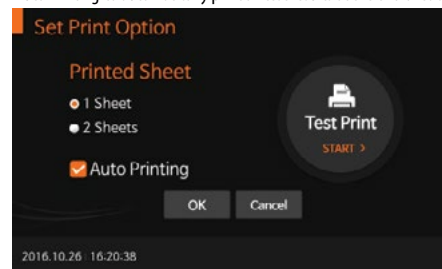 Set Print Option
Printed Sheet
1 Sheet
2 Sheets
Auto Printing
Test Print
START >
OK
Cancel
2016.10.26 16:20:38